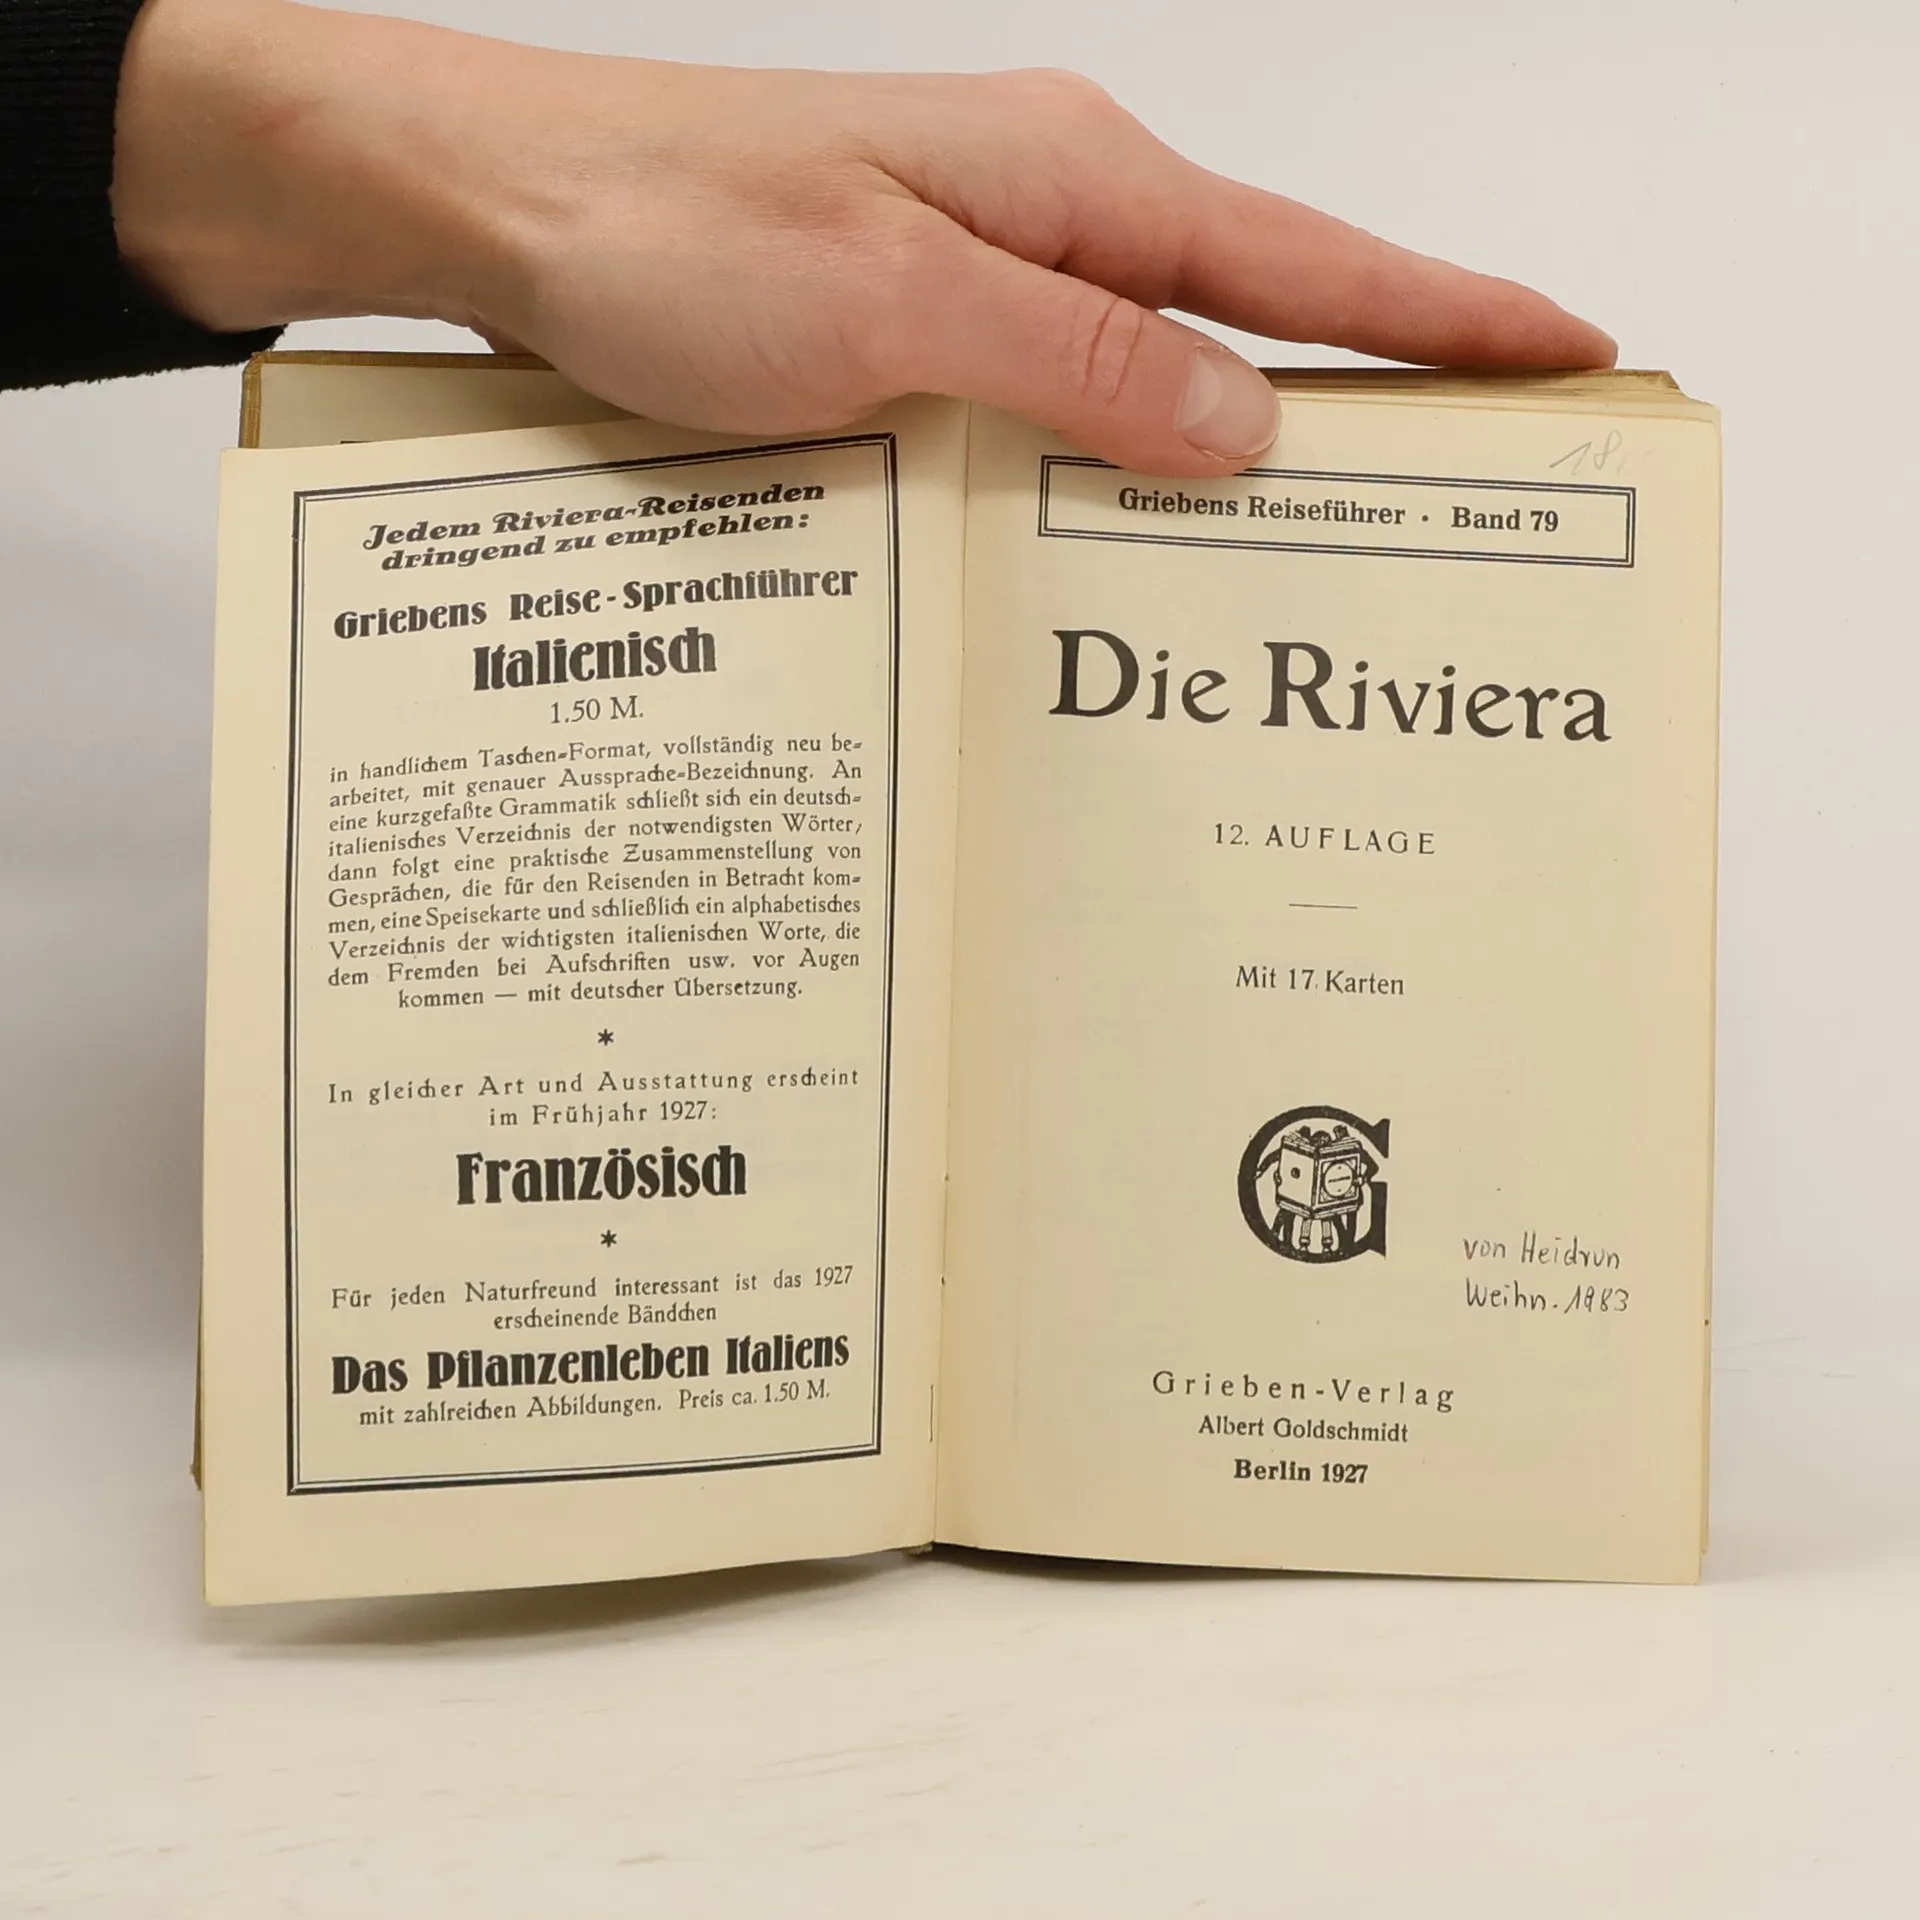 Jedem Riviera-Reisenden
dringend zu empfehlen:
Griebens Reise-Sprachführer
Italienisch
1.50 M.
in handlichem Taschen-Format, vollständig neu be-
arbeitet, mit genauer Aussprache-Bezeichnung. An
eine kurzgefaßte Grammatik schließt sich ein deutsch-
italienisches Verzeichnis der notwendigsten Wörter,
dann folgt eine praktische Zusammenstellung von
Gesprächen, die für den Reisenden in Betracht kom-
men, eine Speisekarte und schließlich ein alphabetisches
Verzeichnis der wichtigsten italienischen Worte, die
dem Fremden bei Aufschriften usw. vor Augen
kommen — mit deutscher Übersetzung.
*
In gleicher Art und Ausstattung erscheint
im Frühjahr 1927:
Französisch
*
Für jeden Naturfreund interessant ist das 1927
erscheinende Bändchen
Das Pflanzenleben Italiens
mit zahlreichen Abbildungen. Preis ca. 1.50 M.
18,-
Griebens Reiseführer · Band 79
Die Riviera
12. AUFLAGE
Mit 17 Karten
G
von Heidrun
Weihn. 1983
Grieben-Verlag
Albert Goldschmidt
Berlin 1927